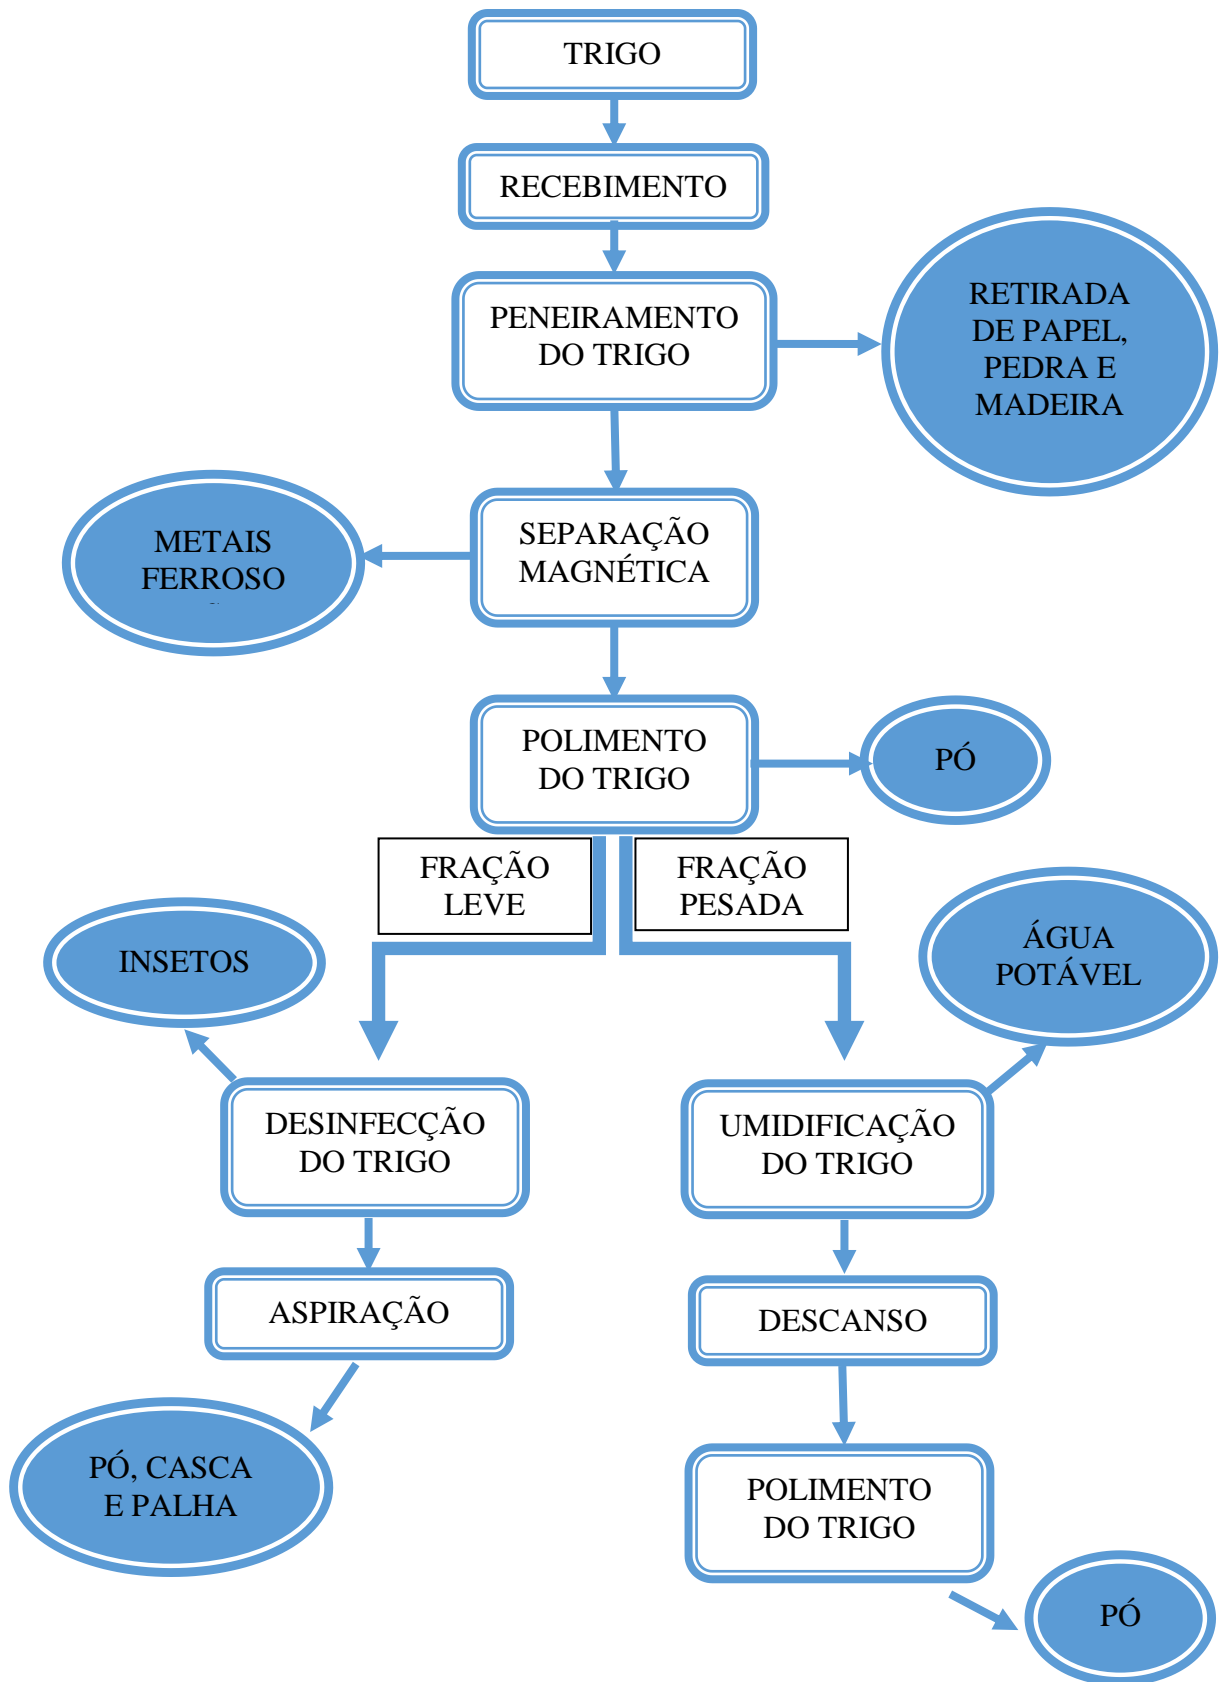 TRIGO
RECEBIMENTO
PENEIRAMENTO
DO TRIGO
RETIRADA
DE PAPEL,
PEDRA E
MADEIRA
METAIS
FERROSO
SEPARAÇÃO
MAGNÉTICA
POLIMENTO
DO TRIGO
PÓ
FRAÇÃO
LEVE
FRAÇÃO
PESADA
INSETOS
ÁGUA
POTÁVEL
DESINFECÇÃO
DO TRIGO
UMIDIFICAÇÃO
DO TRIGO
ASPIRAÇÃO
DESCANSO
PÓ, CASCA
E PALHA
POLIMENTO
DO TRIGO
PÓ